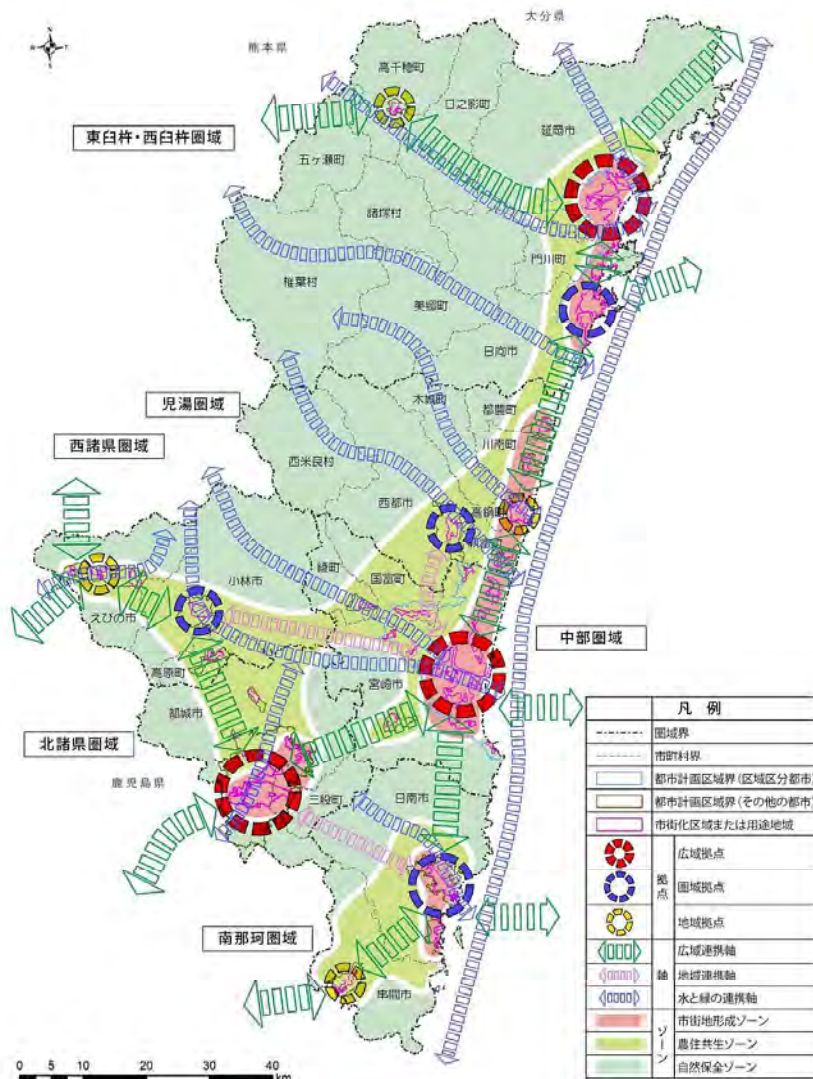 大分県
熊本県
高千穂町
日之影町
延岡市
東臼杵・西臼杵圏域
五ヶ瀬町
諸塚村
門川町
椎葉村
美郷町
日向市
児湯圏域
木城町
都農町
川南町
西諸県圏域
西米良村
西都市
高鍋町
小林市
綾町
国富町
えびの市
中部圏域
高原町
宮崎市
都城市
北諸県圏域
鹿児島県
三股町
日南市
南那珂圏域
串間市
凡 例
圏域界
市町村界
都市計画区域界(区域区分都市)
都市計画区域界(その他の都市)
市街化区域または用途地域
拠点
広域拠点
圏域拠点
地域拠点
軸
広域連携軸
地域連携軸
水と緑の連携軸
ゾーン
市街地形成ゾーン
農住共生ゾーン
自然保全ゾーン
0 5 10 20 30 40
km